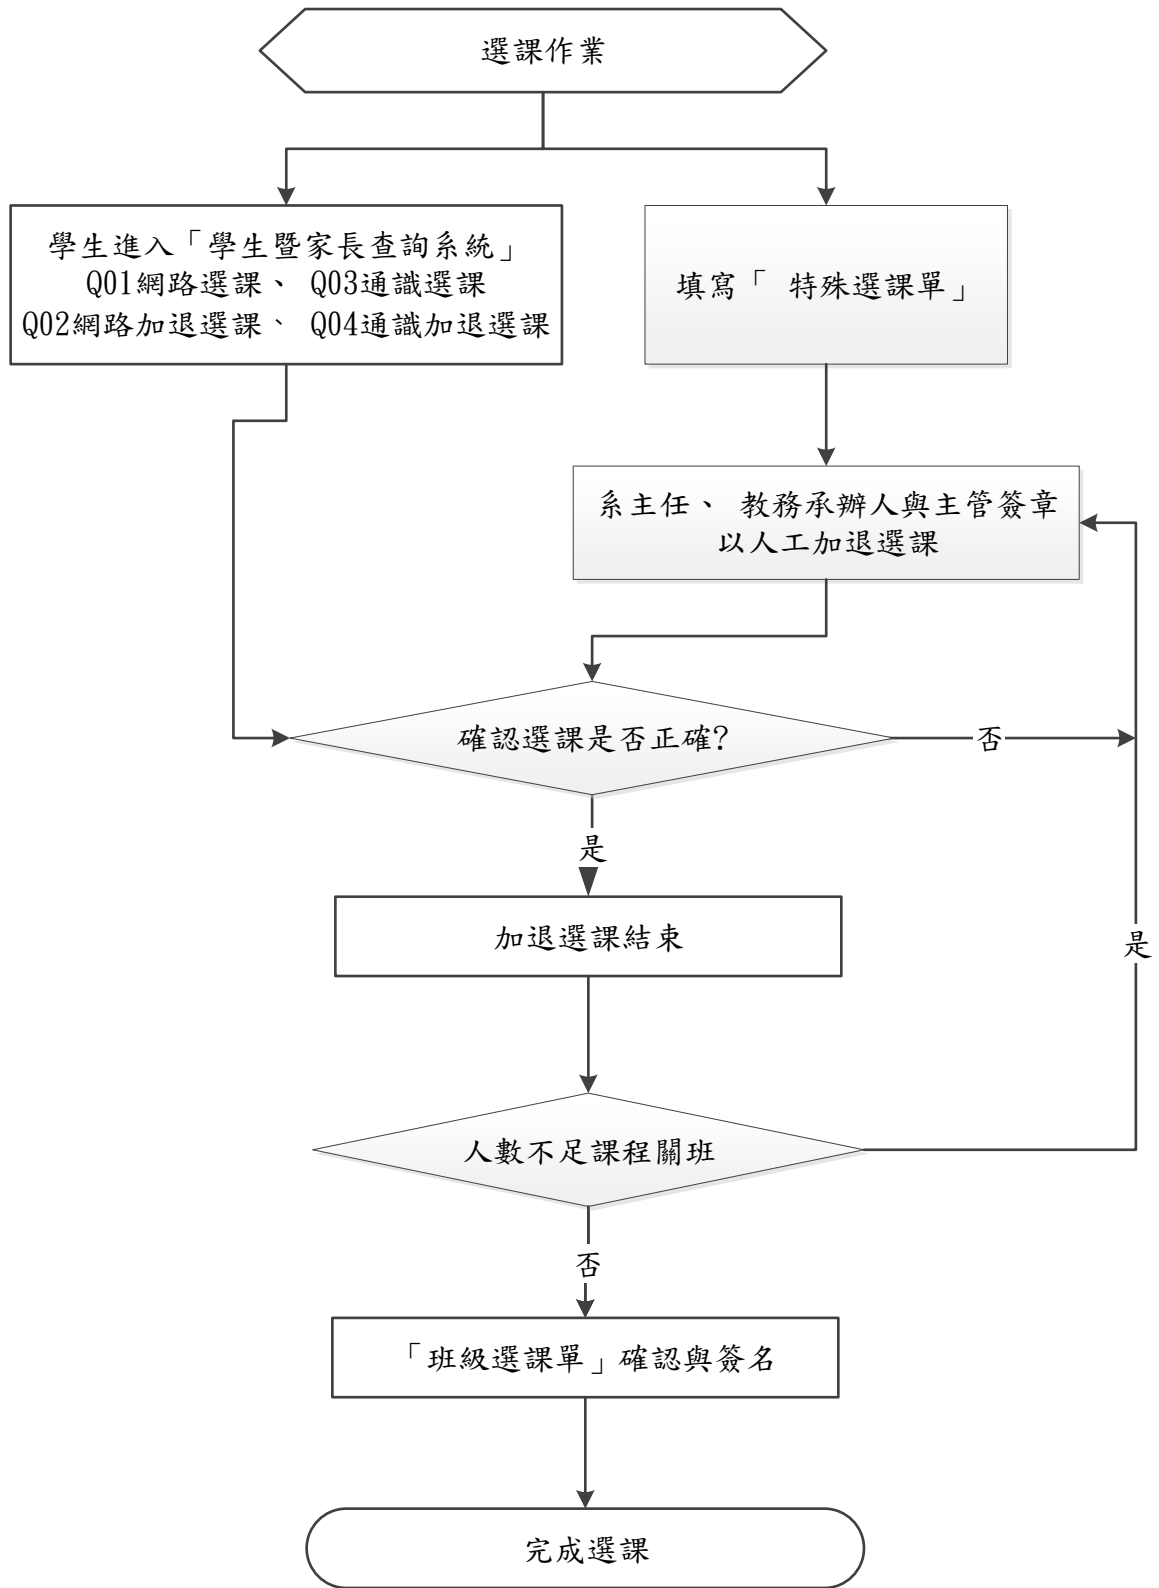 選課作業
學生進入「學生暨家長查詢系統」
Q01網路選課、 Q03通識選課
Q02網路加退選課、 Q04通識加退選課
填寫「 特殊選課單」
系主任、 教務承辦人與主管簽章
以人工加退選課
確認選課是否正確?
否
是
加退選課結束
是
人數不足課程關班
否
「班級選課單」確認與簽名
完成選課